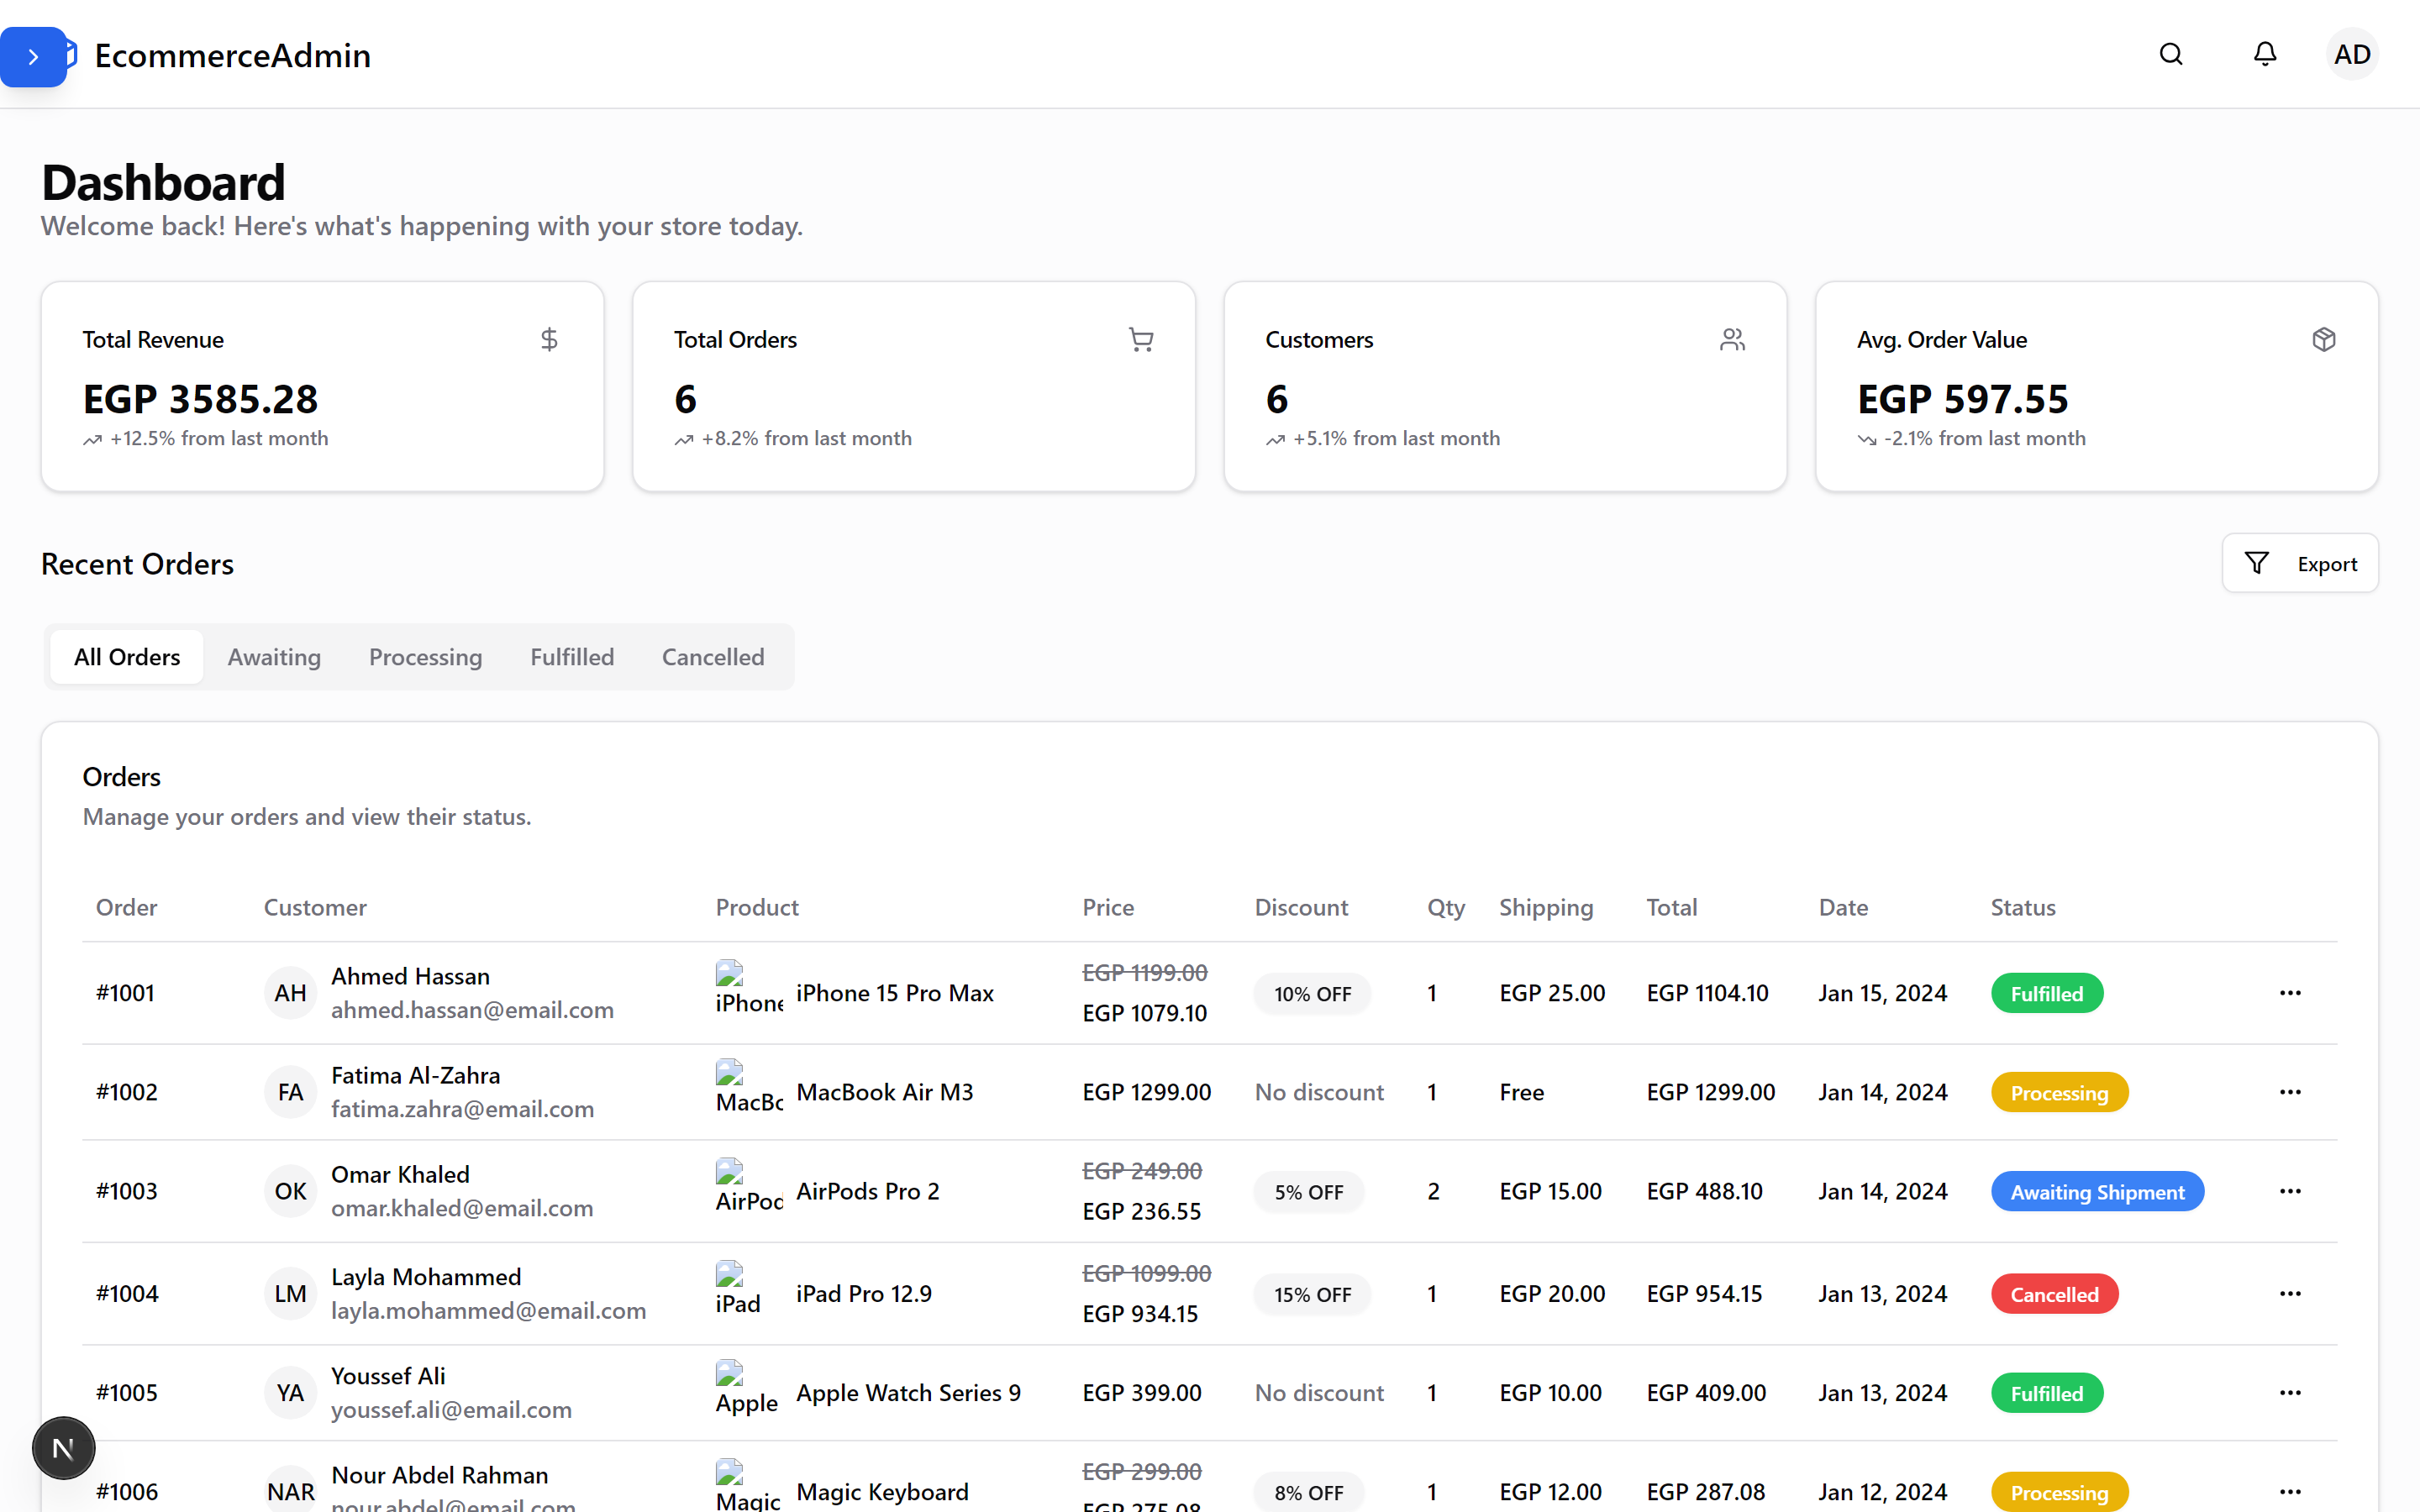 EcommerceAdmin
AD
Dashboard
Welcome back! Here's what's happening with your store today.
Total Revenue
EGP 3585.28
+12.5% from last month
Total Orders
6
+8.2% from last month
Customers
6
+5.1% from last month
Avg. Order Value
EGP 597.55
-2.1% from last month
Recent Orders
Export
All Orders Awaiting Processing Fulfilled Cancelled
Orders
Manage your orders and view their status.
Order Customer Product Price Discount Qty Shipping Total Date Status
#1001 AH Ahmed Hassan ahmed.hassan@email.com iPhone iPhone 15 Pro Max EGP 1199.00 EGP 1079.10 10% OFF 1 EGP 25.00 EGP 1104.10 Jan 15, 2024 Fulfilled
#1002 FA Fatima Al-Zahra fatima.zahra@email.com MacBo MacBook Air M3 EGP 1299.00 No discount 1 Free EGP 1299.00 Jan 14, 2024 Processing
#1003 OK Omar Khaled omar.khaled@email.com AirPod AirPods Pro 2 EGP 249.00 EGP 236.55 5% OFF 2 EGP 15.00 EGP 488.10 Jan 14, 2024 Awaiting Shipment
#1004 LM Layla Mohammed layla.mohammed@email.com iPad iPad Pro 12.9 EGP 1099.00 EGP 934.15 15% OFF 1 EGP 20.00 EGP 954.15 Jan 13, 2024 Cancelled
#1005 YA Youssef Ali youssef.ali@email.com Apple Apple Watch Series 9 EGP 399.00 No discount 1 EGP 10.00 EGP 409.00 Jan 13, 2024 Fulfilled
N
#1006 NAR Nour Abdel Rahman nour.abdel@email.com Magic Magic Keyboard EGP 299.00 EGP 275.08 8% OFF 1 EGP 12.00 EGP 287.08 Jan 12, 2024 Processing